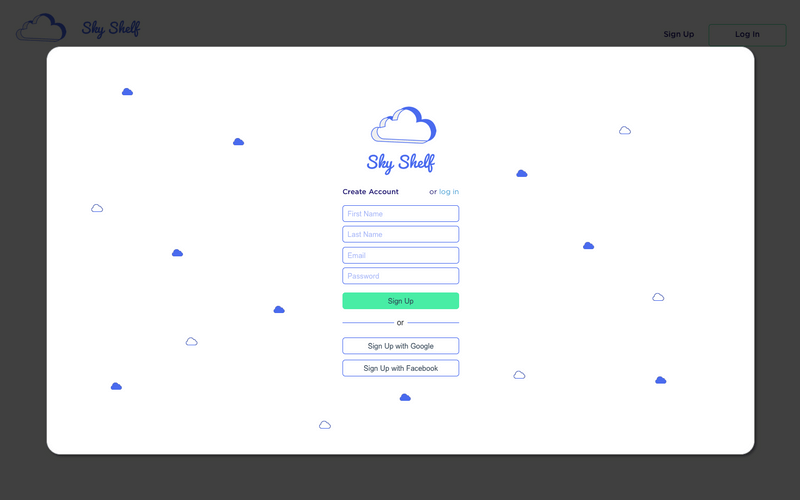 Sky Shelf
Sign Up
Log in
Sky Shelf
Create Account or log in
First Name
Last Name
Email
Password
Sign Up
or
Sign Up with Google
Sign Up with Facebook